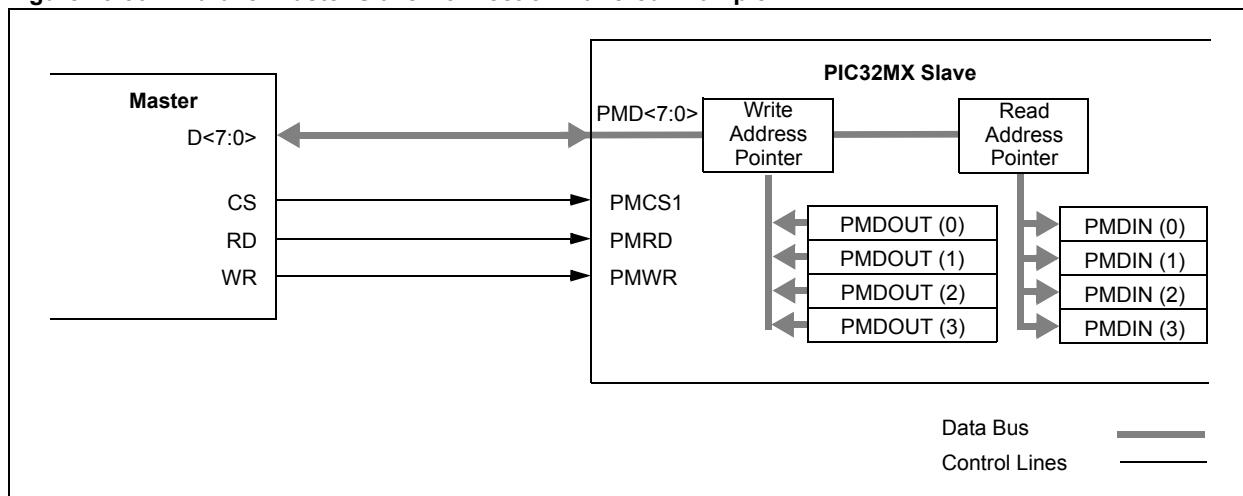 PIC32MX Slave
Master
D<7:0>
PMD<7:0>
Write
Address
Pointer
Read
Address
Pointer
CS
PMCS1
RD
PMRD
WR
PMWR
PMDOUT (0)
PMDOUT (1)
PMDOUT (2)
PMDOUT (3)
PMDIN (0)
PMDIN (1)
PMDIN (2)
PMDIN (3)
Data Bus
Control Lines